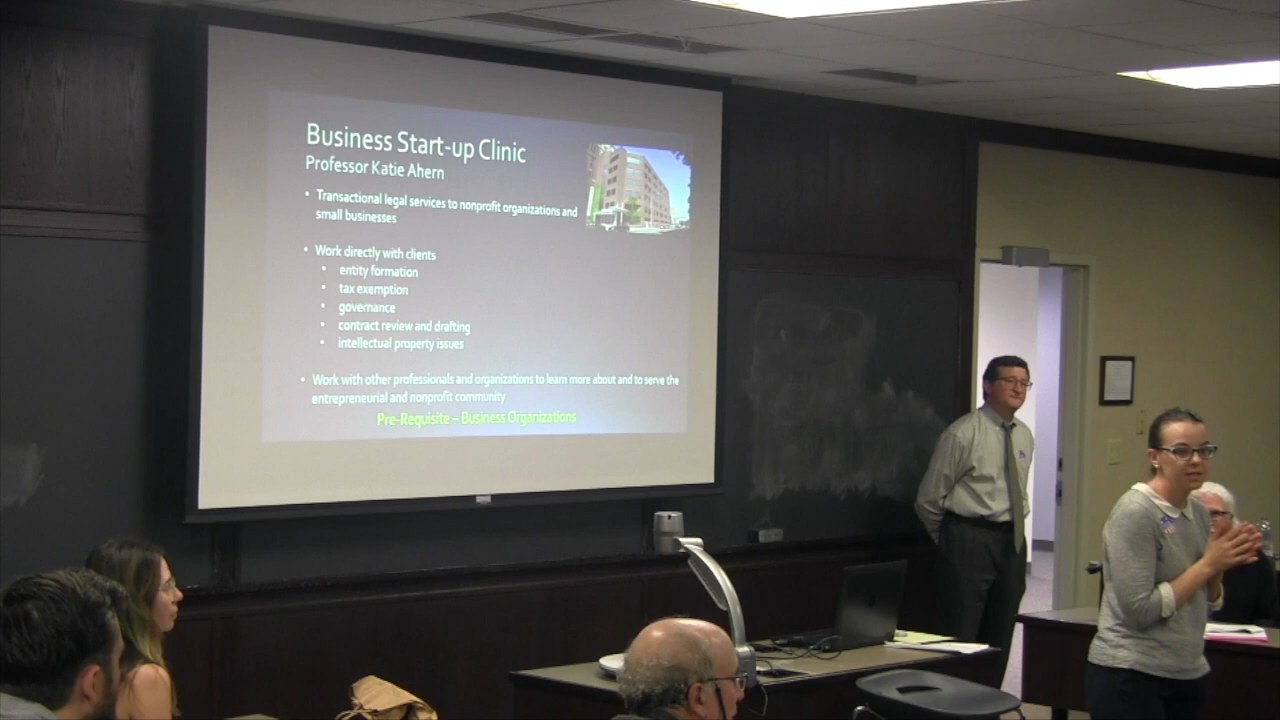 Business Start-up Clinic
Professor Katie Ahern
• Transactional legal services to nonprofit organizations and
small businesses
• Work directly with clients
• entity formation
• tax exemption
• governance
• contract review and drafting
• intellectual property issues
• Work with other professionals and organizations to learn more about and to serve the
entrepreneurial and nonprofit community
Pre-Requisite – Business Organizations